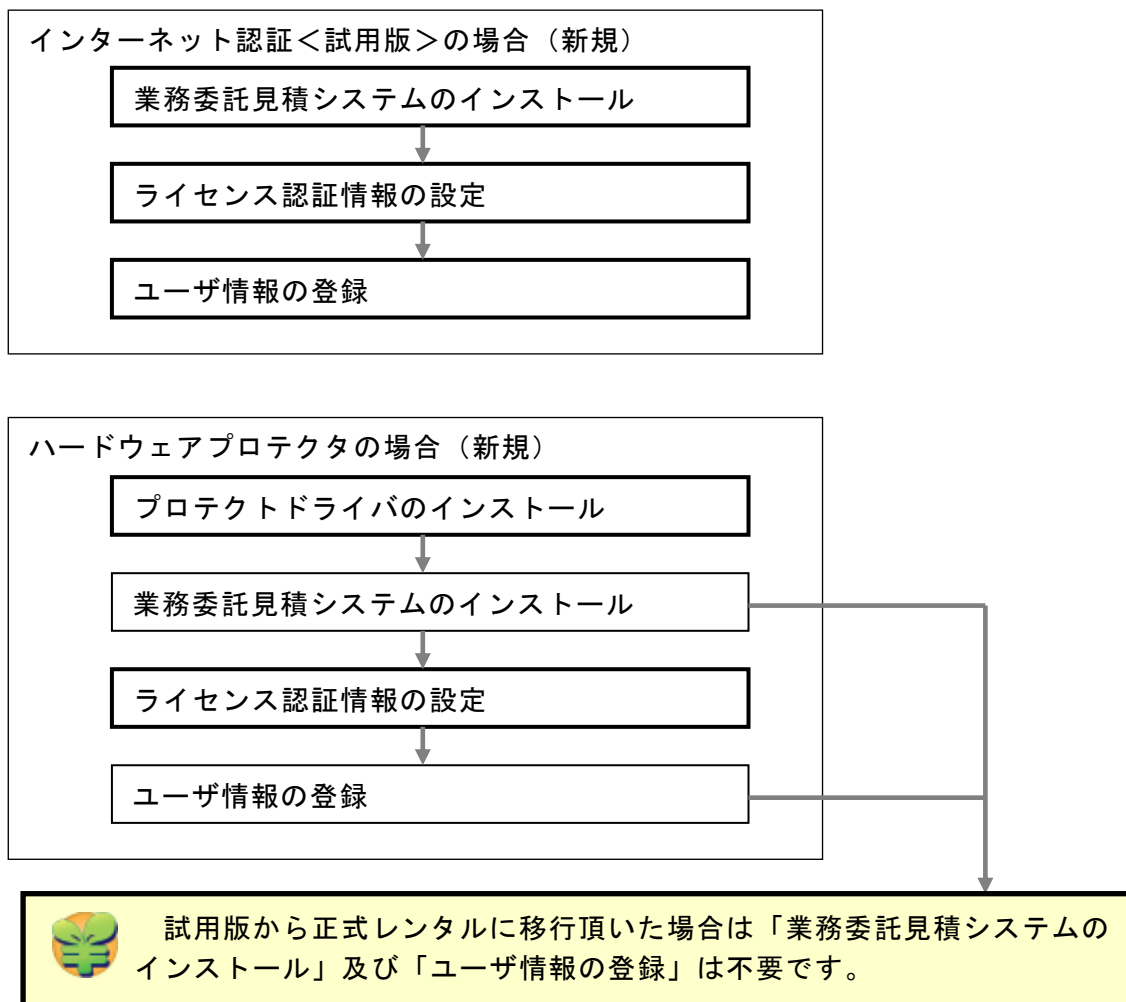 インターネット認証＜試用版＞の場合（新規）
業務委託見積システムのインストール
ライセンス認証情報の設定
ユーザ情報の登録
ハードウェアプロテクタの場合（新規）
プロテクトドライバのインストール
業務委託見積システムのインストール
ライセンス認証情報の設定
ユーザ情報の登録
試用版から正式レンタルに移行頂いた場合は「業務委託見積システムの
インストール」及び「ユーザ情報の登録」は不要です。